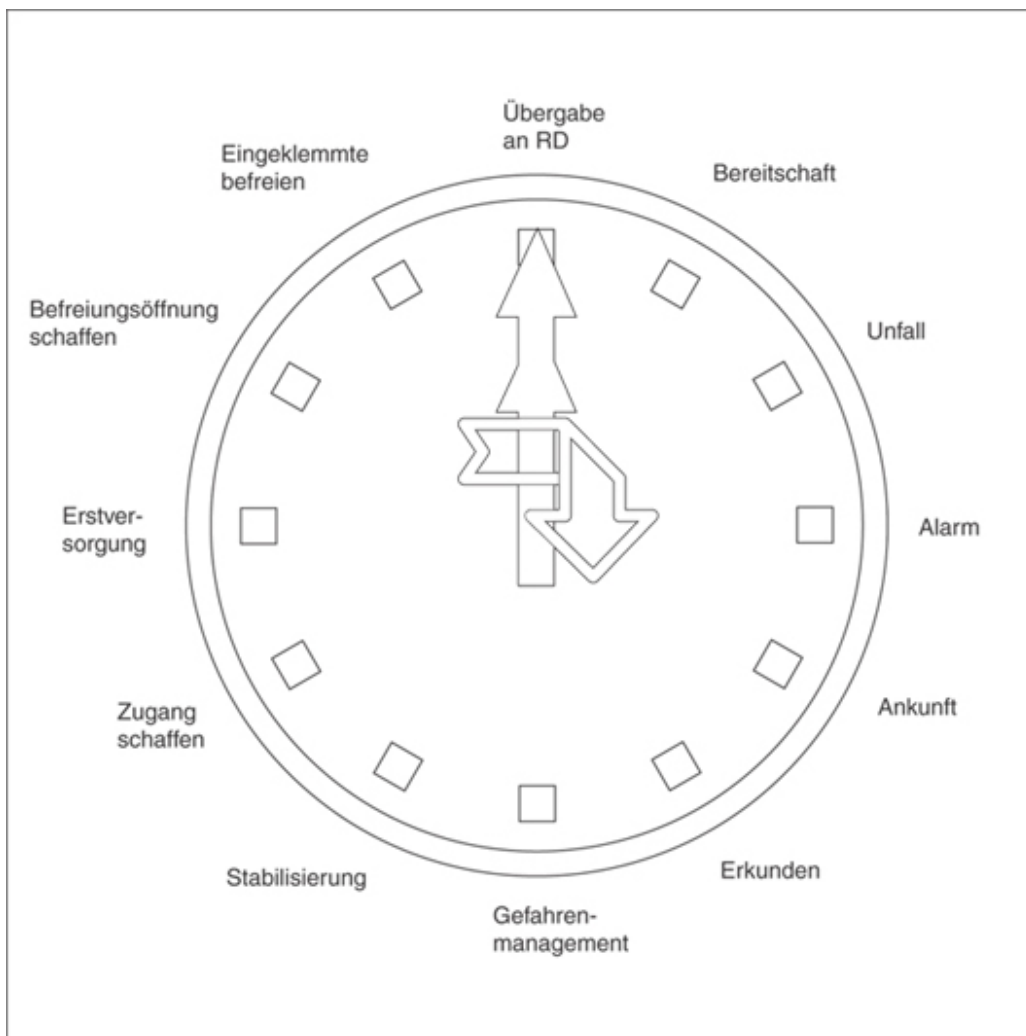 Übergabe
an RD
Bereitschaft
Unfall
Alarm
Ankunft
Erkunden
Gefahren-
management
Stabilisierung
Zugang
schaffen
Erstver-
sorgung
Befreiungsöffnung
schaffen
Eingeklemmte
befreien